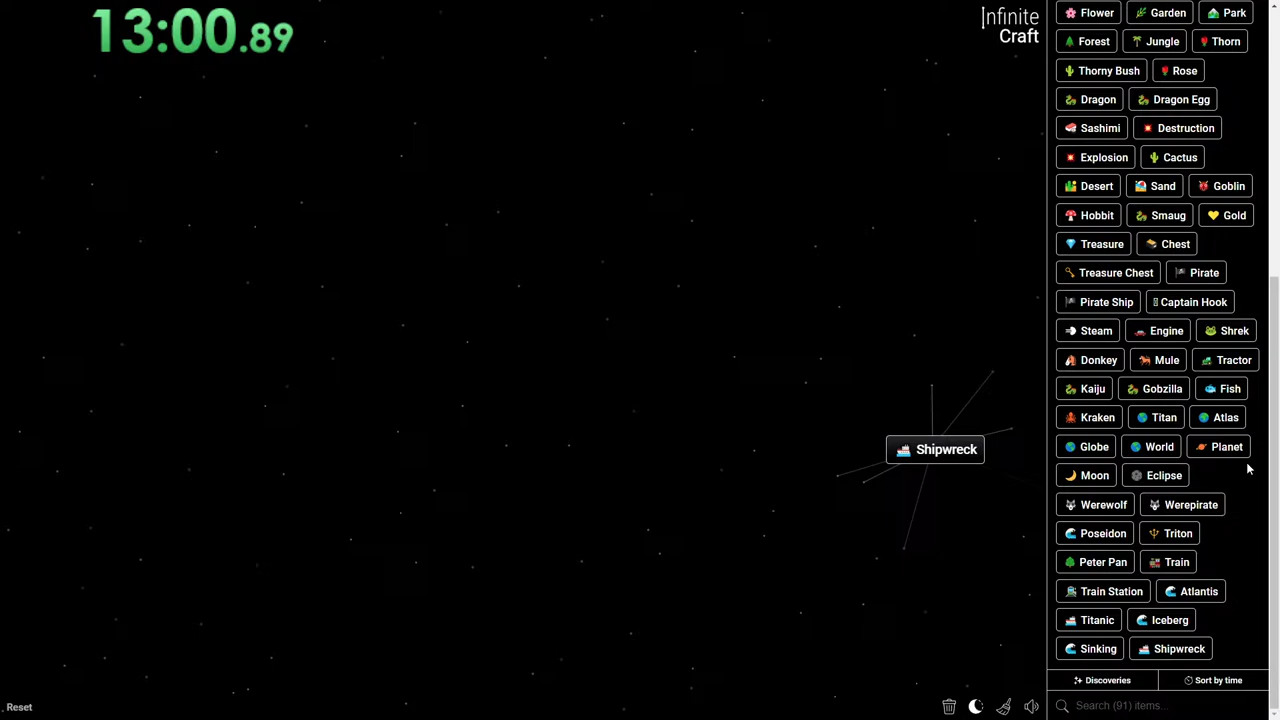 13:00.89
Infinite
Craft
Flower Garden Park
Forest Jungle Thorn
Thorny Bush Rose
Dragon Dragon Egg
Sashimi Destruction
Explosion Cactus
Desert Sand Goblin
Hobbit Smaug Gold
Treasure Chest
Treasure Chest Pirate
Pirate Ship Captain Hook
Steam Engine Shrek
Donkey Mule Tractor
Kaiju Gobzilla Fish
Kraken Titan Atlas
Globe World Planet
Shipwreck
Moon Eclipse
Werewolf Werepirate
Poseidon Triton
Peter Pan Train
Train Station Atlantis
Titanic Iceberg
Sinking Shipwreck
Discoveries Sort by time
Reset
Search (91) items...